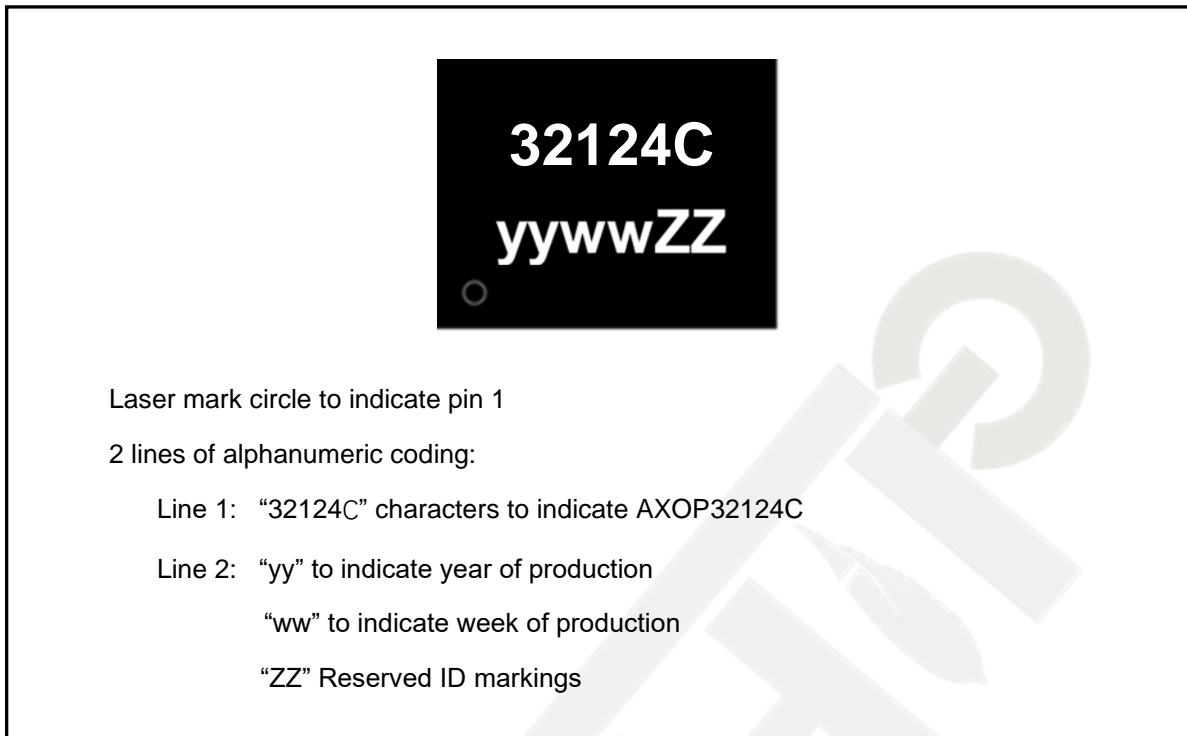 32124C
yywwZZ
Laser mark circle to indicate pin 1
2 lines of alphanumeric coding:
Line 1: “32124C” characters to indicate AXOP32124C
Line 2: “yy” to indicate year of production
“ww” to indicate week of production
“ZZ” Reserved ID markings